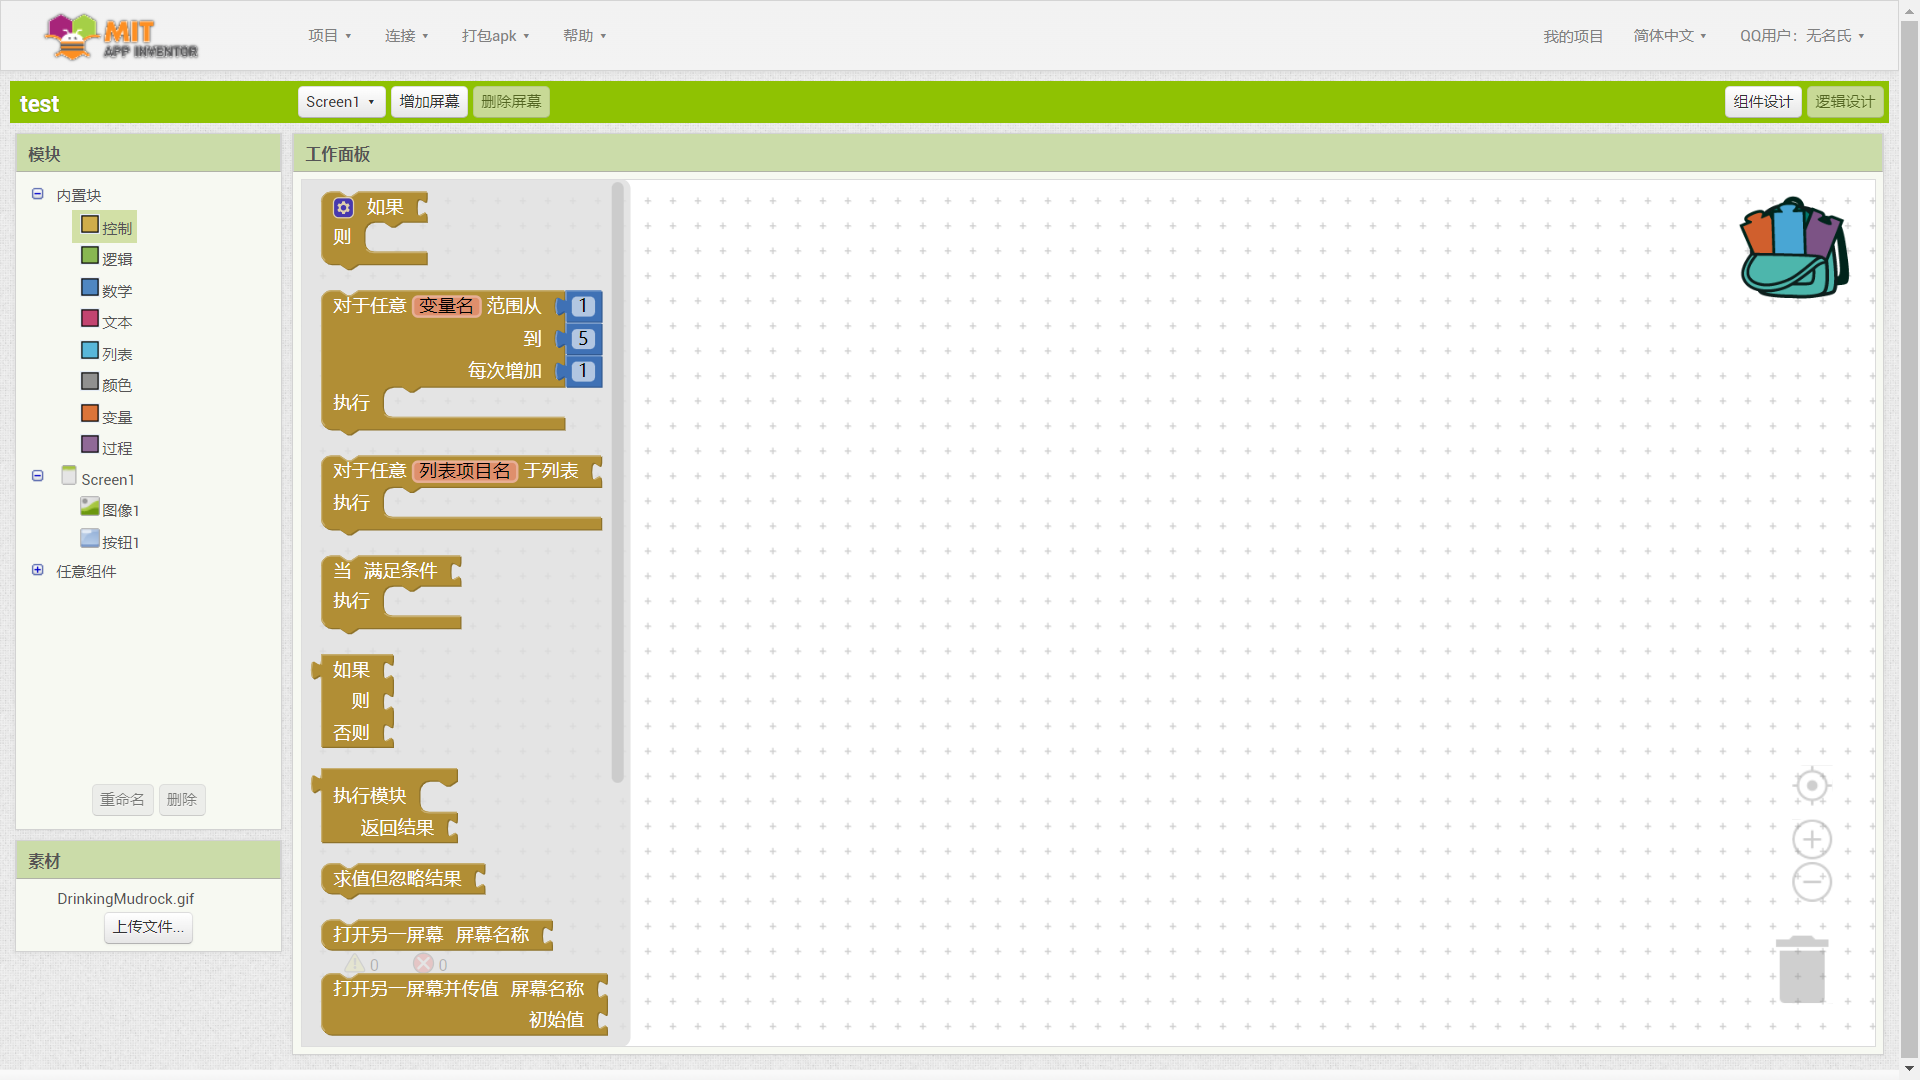 MIT
APP INVENTOR
项目
连接
打包apk
帮助
我的项目
简体中文
QQ用户：无名氏
test
Screen1
增加屏幕
删除屏幕
组件设计
逻辑设计
模块
内置块
控制
逻辑
数学
文本
列表
颜色
变量
过程
Screen1
图像1
按钮1
任意组件
重命名
删除
素材
DrinkingMudrock.gif
上传文件...
工作面板
如果
则
对于任意 变量名 范围从 1
到 5
每次增加 1
执行
对于任意 列表项目名 于列表
执行
当 满足条件
执行
如果
则
否则
执行模块
返回结果
求值但忽略结果
打开另一屏幕 屏幕名称
0 0
打开另一屏幕并传值 屏幕名称
初始值